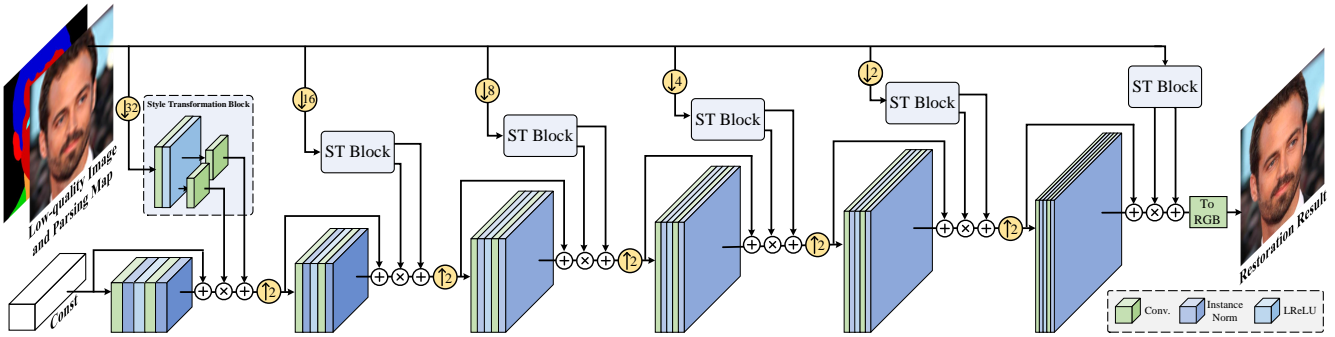 Low-quality Image
and Parsing Map
↓32
Style Transformation Block
↓16
ST Block
↓8
ST Block
↓4
ST Block
↓2
ST Block
ST Block
Const
↑2
↑2
↑2
↑2
↑2
To
RGB
Restoration Result
Conv.
Instance
Norm
LReLU